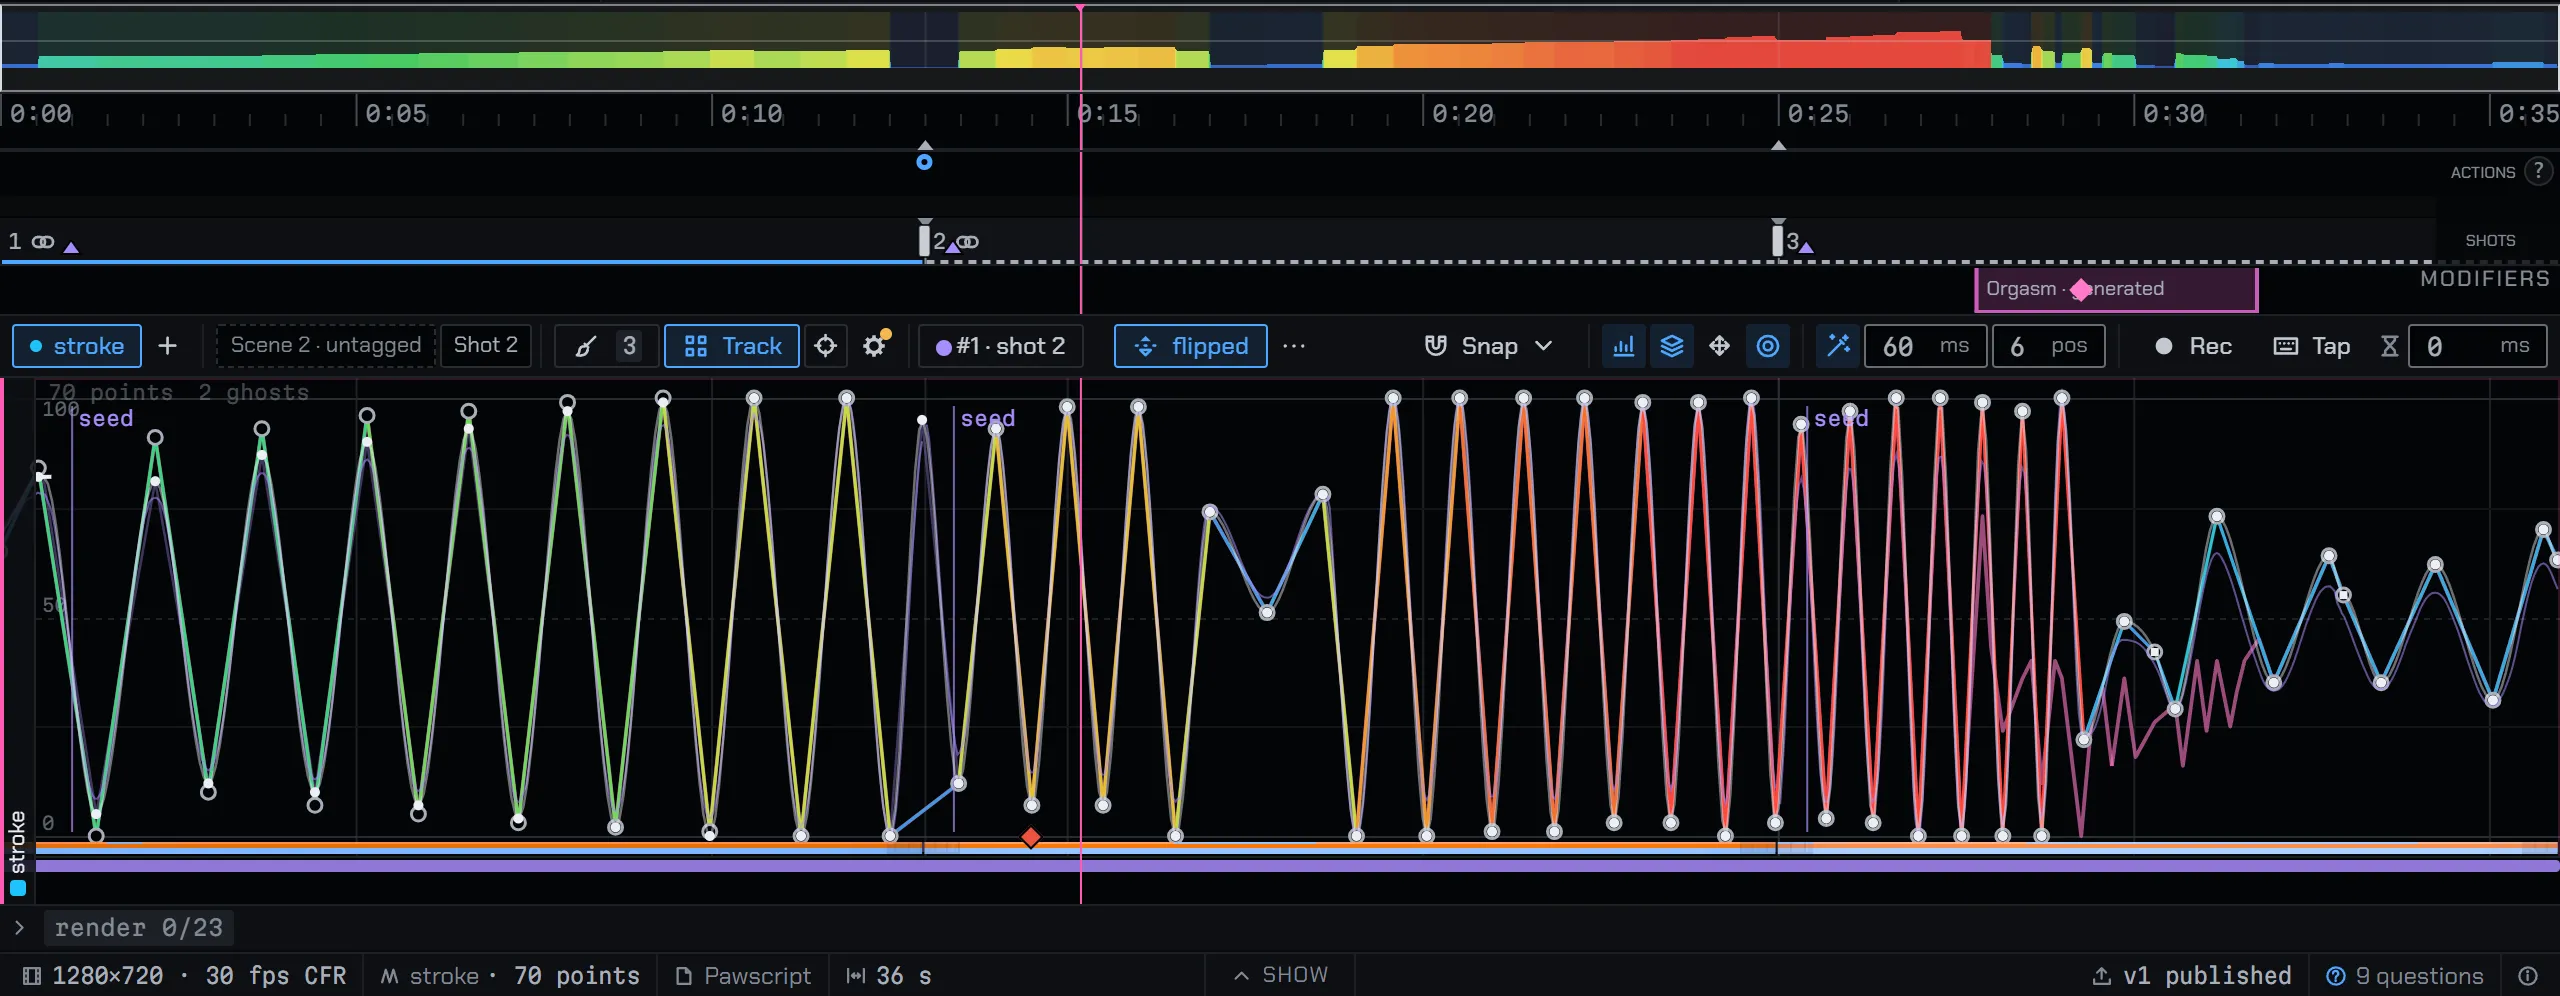 0:00 0:05 0:10 0:15 0:20 0:25 0:30 0:35
ACTIONS ?
1 2 3 SHOTS
Orgasm · enerated MODIFIERS
stroke + Scene 2 · untagged Shot 2 3 Track #1 · shot 2 flipped ··· Snap 60 ms 6 pos Rec Tap 0 ms
70 points 2 ghosts
100
seed seed seed
50
0
stroke
render 0/23
1280×720 · 30 fps CFR stroke · 70 points Pawscript 36 s SHOW v1 published 9 questions